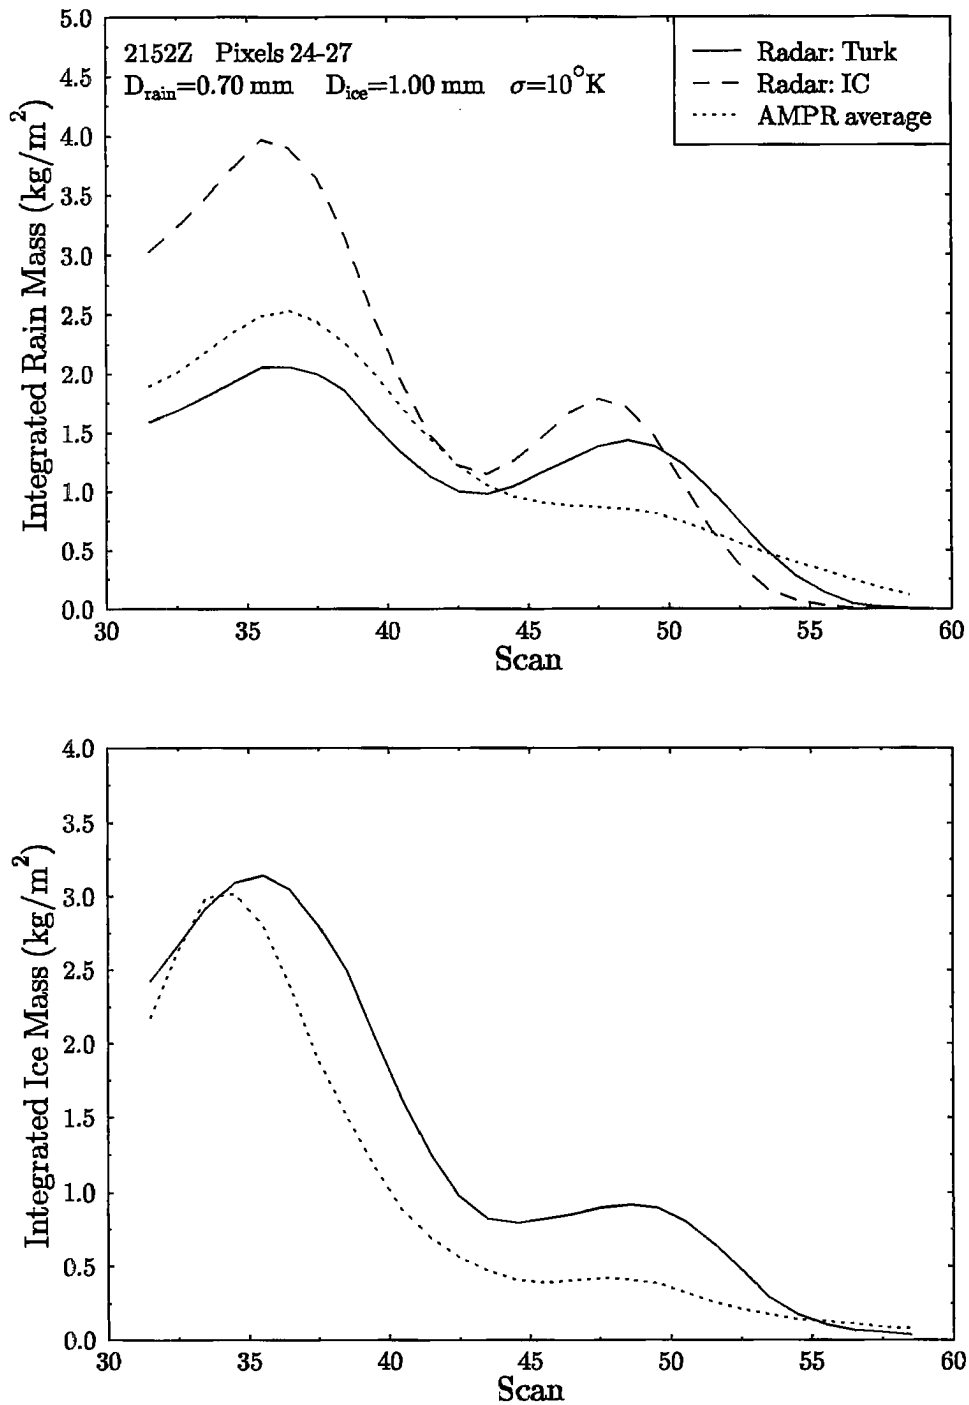 5.0
4.5
4.0
3.5
3.0
2.5
2.0
1.5
1.0
0.5
0.0
Integrated Rain Mass (kg/m²)
2152Z Pixels 24-27
D_rain=0.70 mm D_ice=1.00 mm σ=10°K
Radar: Turk
Radar: IC
AMPR average
30 35 40 45 50 55 60
Scan
4.0
3.5
3.0
2.5
2.0
1.5
1.0
0.5
0.0
Integrated Ice Mass (kg/m²)
30 35 40 45 50 55 60
Scan